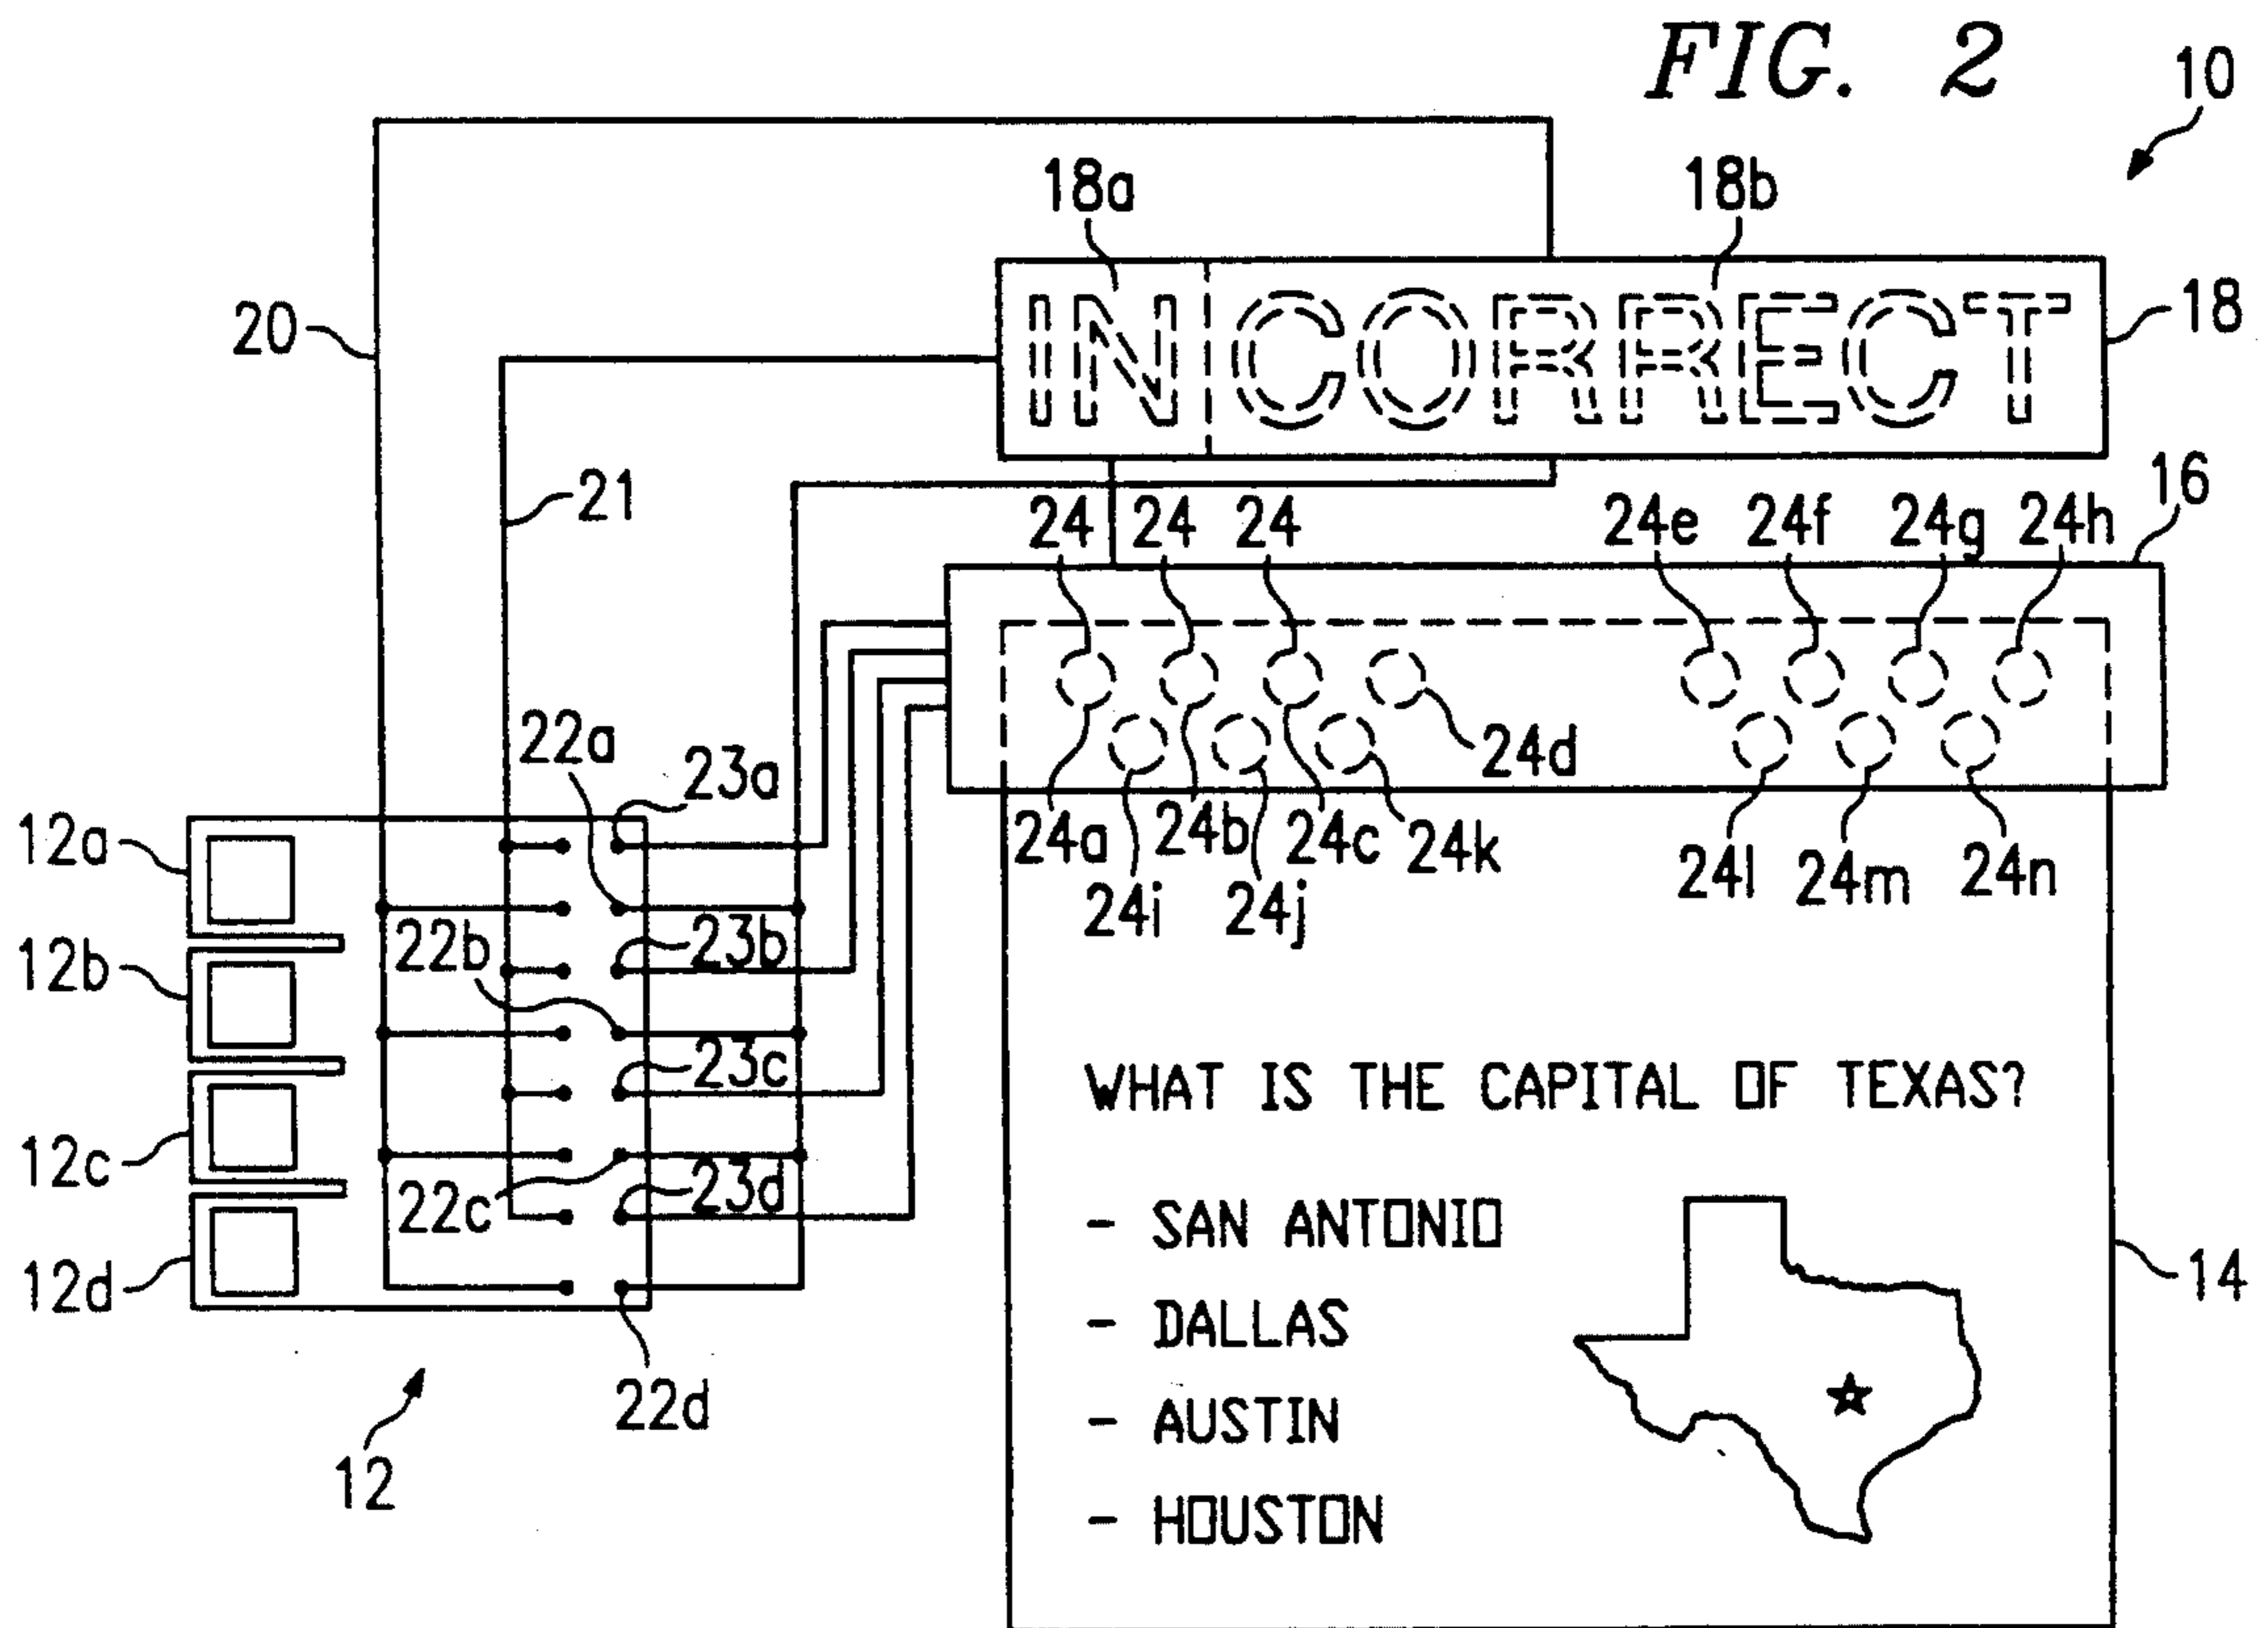 FIG. 2
10
18a 18b
IN CORRECT
18
20
21
16
24 24 24 24e 24f 24g 24h
22a 23a
24d
12a
24a 24b 24c 24k
24i 24j
24l 24m 24n
22b 23b
12b
23c
WHAT IS THE CAPITAL OF TEXAS?
12c
22c 23d
- SAN ANTONIO
12d
14
- DALLAS
22d
- AUSTIN
12
- HOUSTON